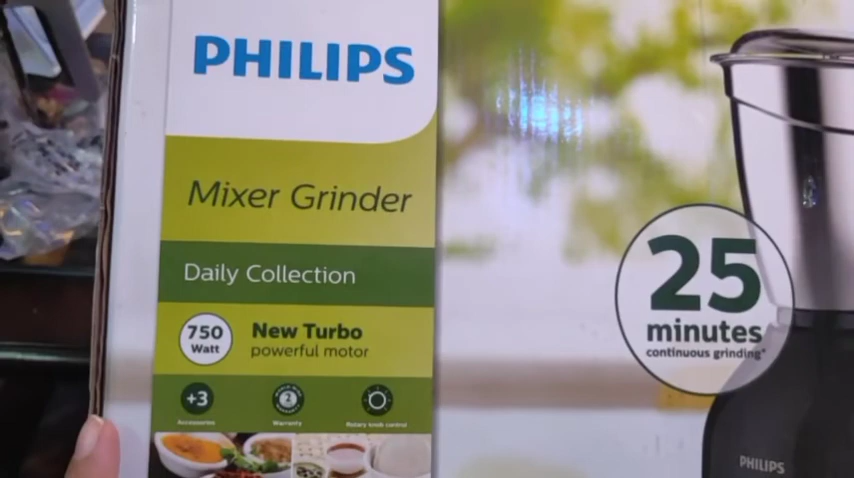 PHILIPS
Mixer Grinder
Daily Collection
750
Watt
New Turbo
powerful motor
+3
Accessories
2
Warranty
Rotary knob control
25
minutes
continuous grinding*
PHILIPS